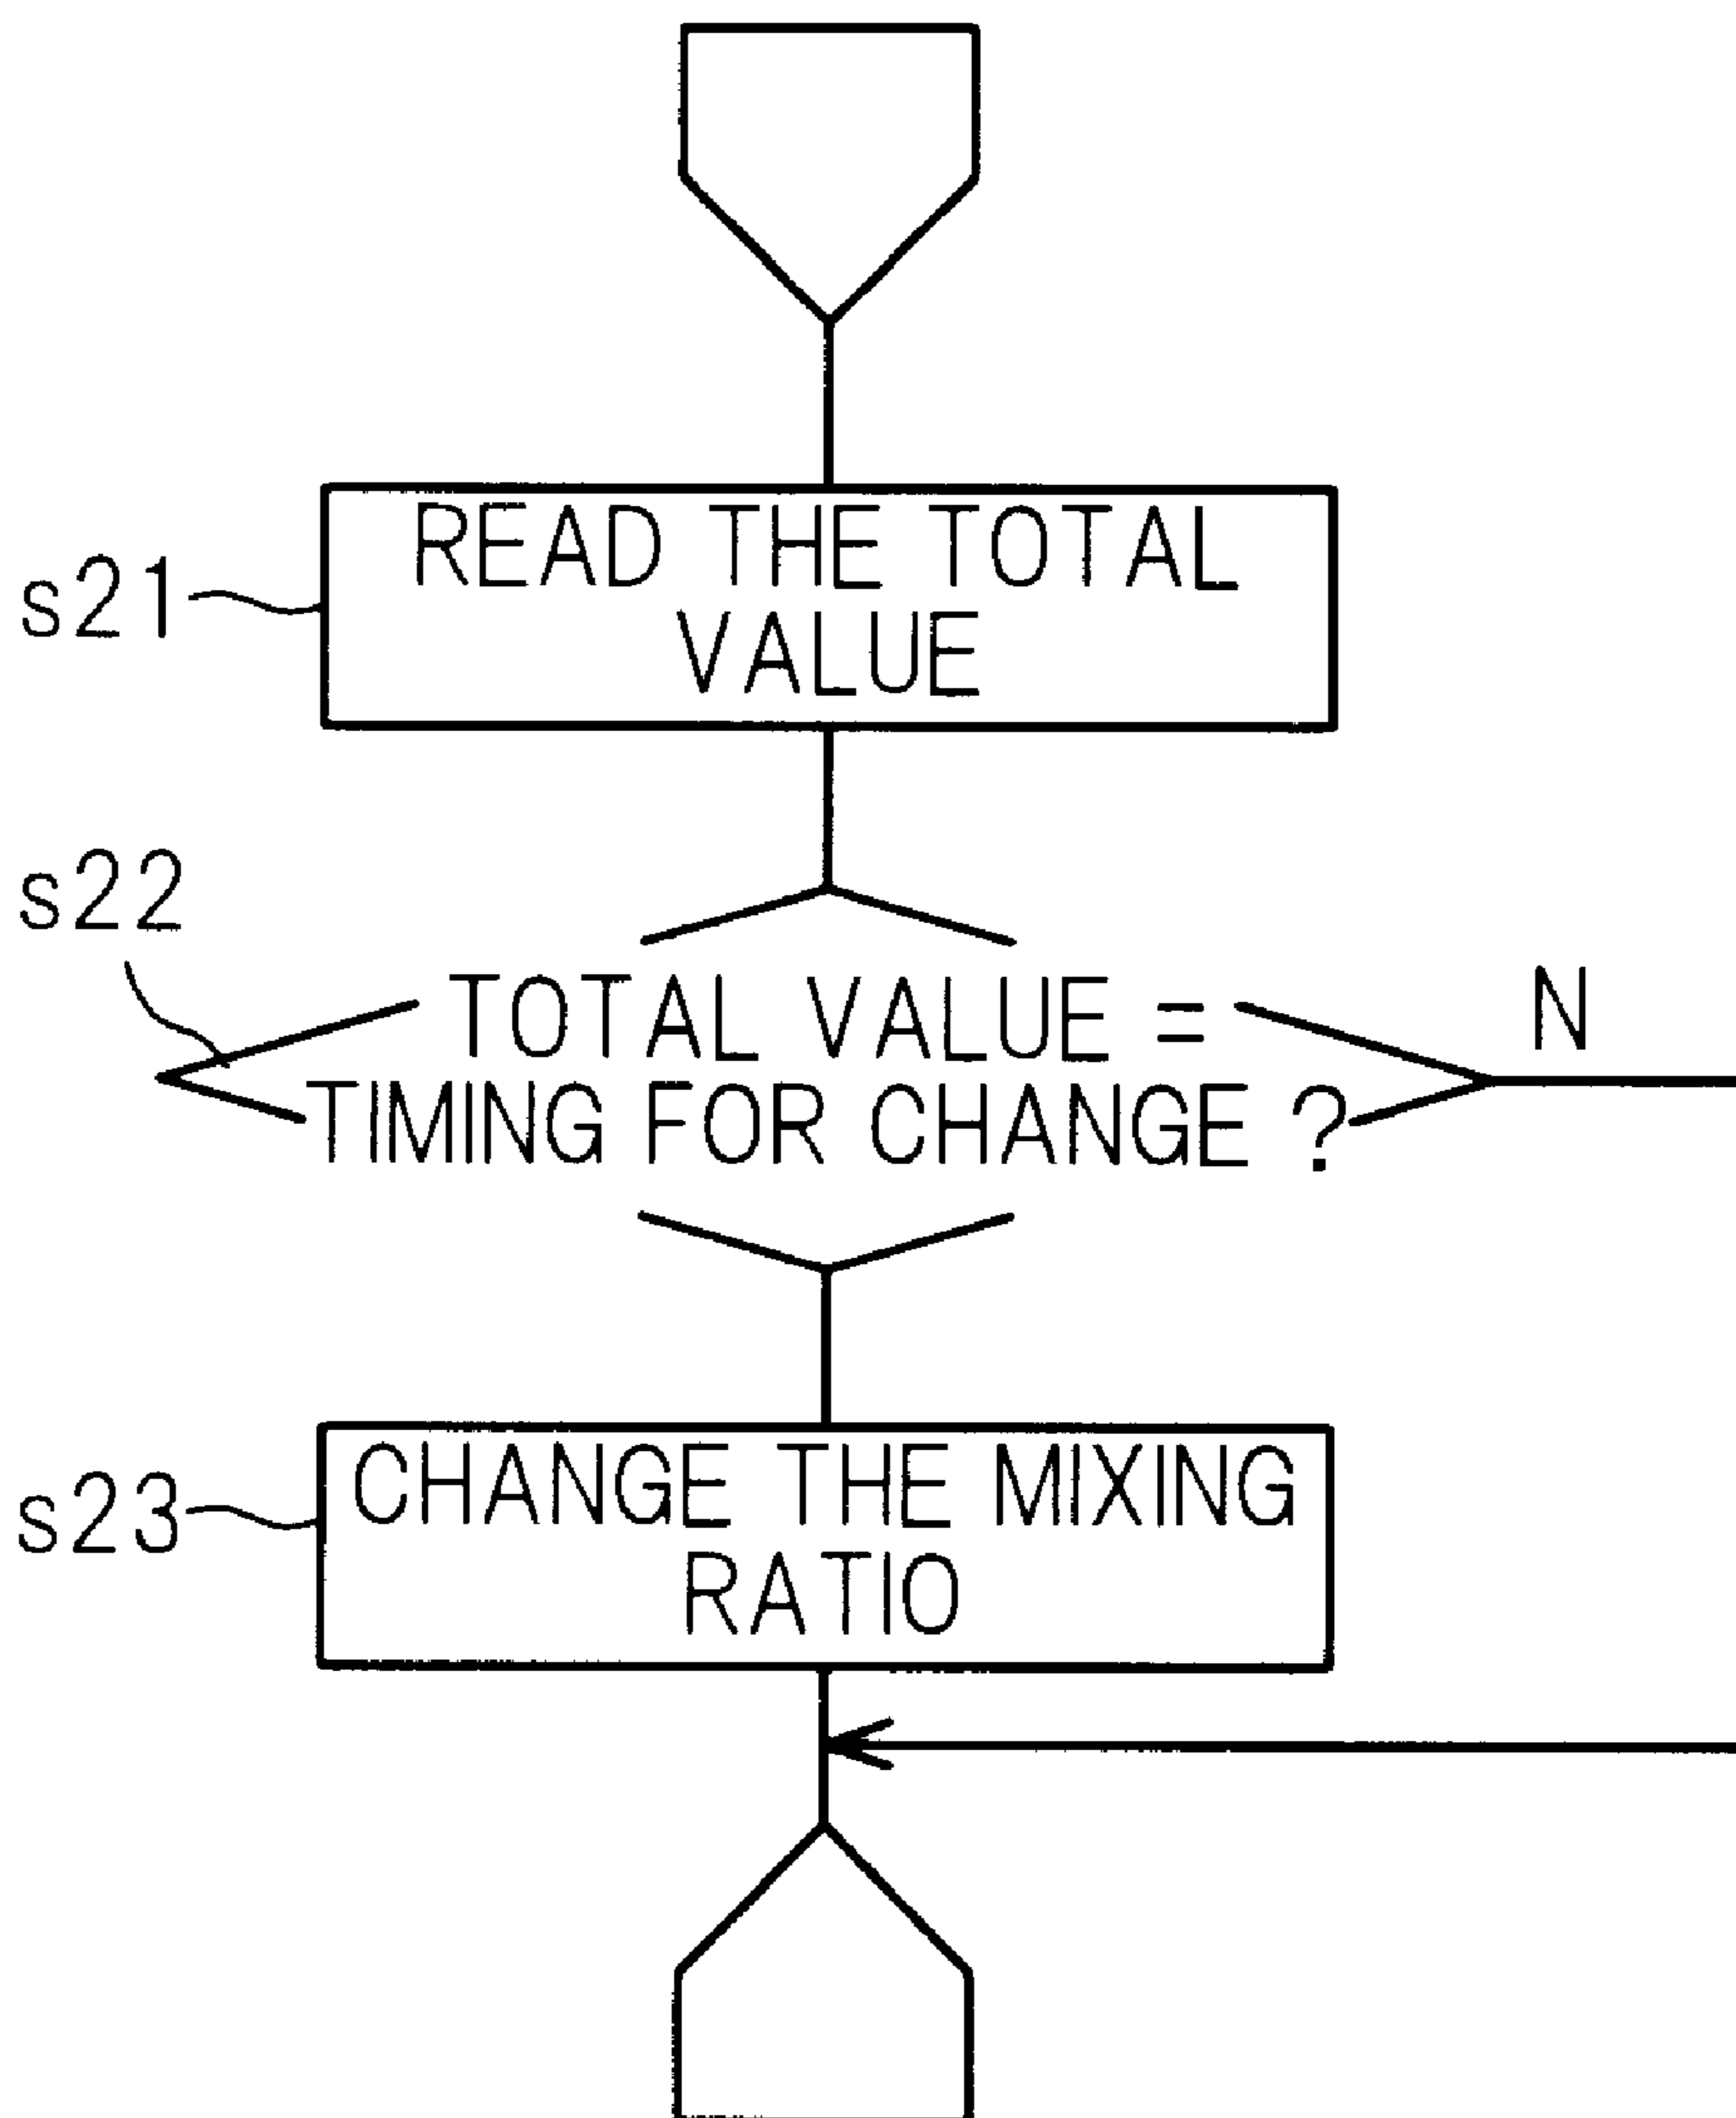 s21
READ THE TOTAL
VALUE
s22
TOTAL VALUE =
TIMING FOR CHANGE ?
N
s23
CHANGE THE MIXING
RATIO